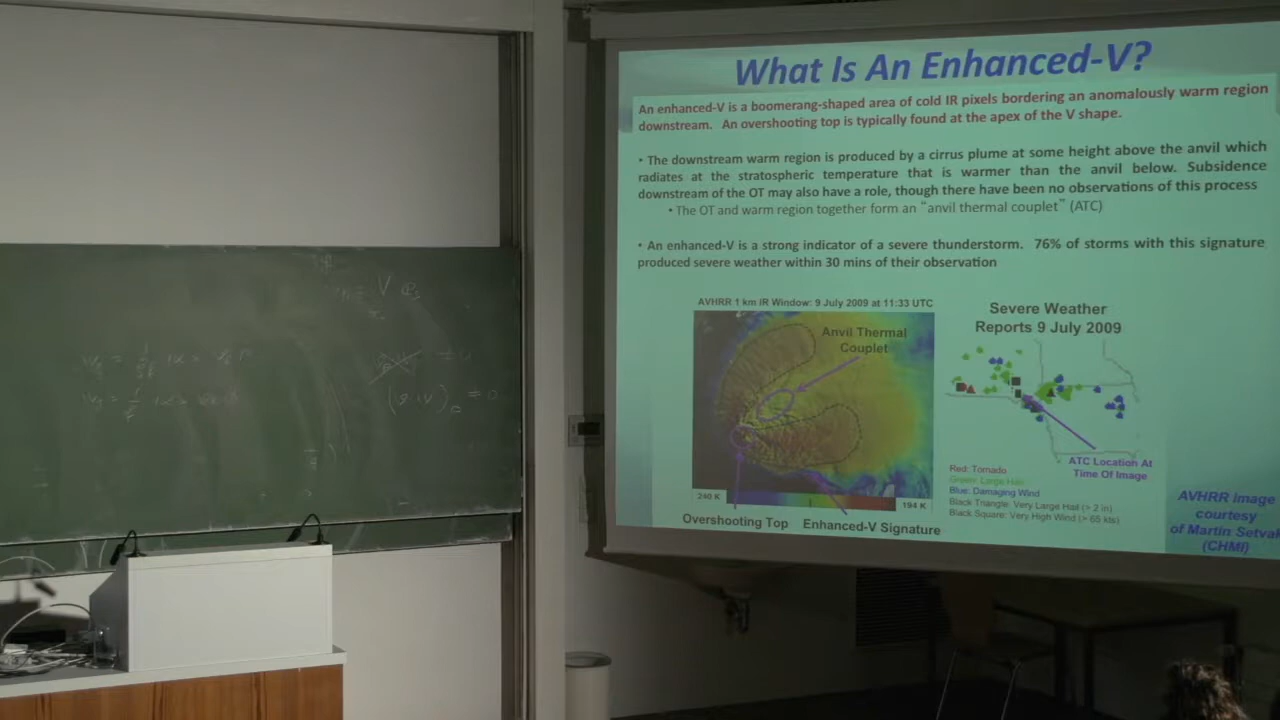 What Is An Enhanced-V?
An enhanced-V is a boomerang-shaped area of cold IR pixels bordering an anomalously warm region
downstream. An overshooting top is typically found at the apex of the V shape.
• The downstream warm region is produced by a cirrus plume at some height above the anvil which
radiates at the stratospheric temperature that is warmer than the anvil below. Subsidence
downstream of the OT may also have a role, though there have been no observations of this process
• The OT and warm region together form an “anvil thermal couplet” (ATC)
• An enhanced-V is a strong indicator of a severe thunderstorm. 76% of storms with this signature
produced severe weather within 30 mins of their observation
AVHRR 1 km IR Window: 9 July 2009 at 11:33 UTC
Anvil Thermal
Couplet
240 K
194 K
Overshooting Top
Enhanced-V Signature
Severe Weather
Reports 9 July 2009
ATC Location At
Time Of Image
Red: Tornado
Green: Large Hail
Blue: Damaging Wind
Black Triangle: Very Large Hail (> 2 in)
Black Square: Very High Wind (> 65 kts)
AVHRR Image
courtesy
of Martin Setvak
(CHMI)